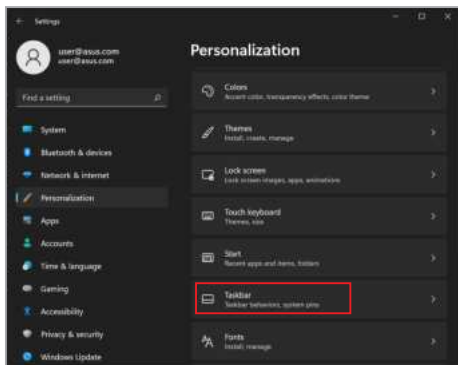 Settings
user@asus.com
user@asus.com
Find a setting
System
Bluetooth & devices
Network & internet
Personalization
Apps
Accounts
Time & language
Gaming
Accessibility
Privacy & security
Windows Update
Personalization
Colors
Accent color, transparency effects, color theme
Themes
Install, create, manage
Lock screen
Lock screen images, apps, animations
Touch keyboard
Themes, size
Start
Recent apps and items, folders
Taskbar
Taskbar behaviors, system pins
Fonts
Install, manage